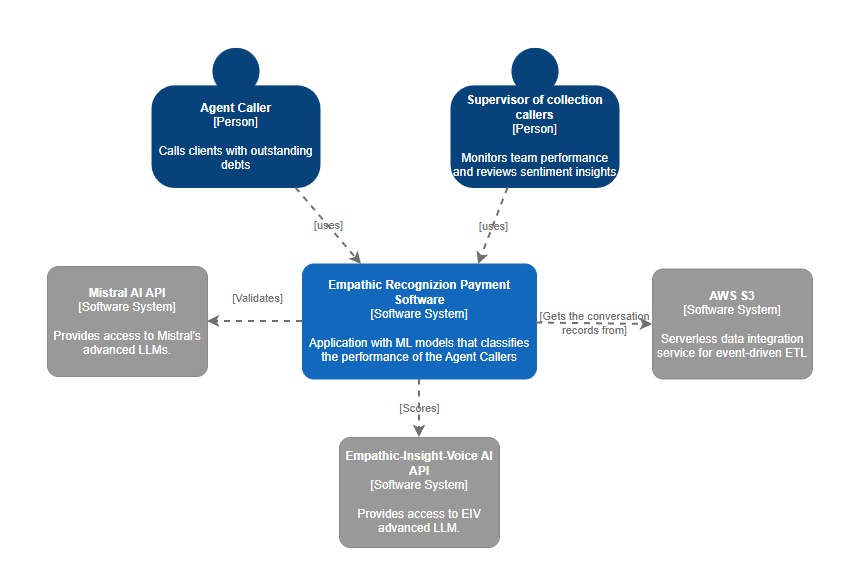 Agent Caller
[Person]
Calls clients with outstanding
debts
Supervisor of collection
callers
[Person]
Monitors team performance
and reviews sentiment insights
[uses]
[uses]
Mistral AI API
[Software System]
Provides access to Mistral's
advanced LLMs.
[Validates]
Empathic Recognizion Payment
Software
[Software System]
Application with ML models that classifies
the performance of the Agent Callers
[Gets the conversation
records from]
AWS S3
[Software System]
Serverless data integration
service for event-driven ETL
[Scores]
Empathic-Insight-Voice AI
API
[Software System]
Provides access to EIV
advanced LLM.